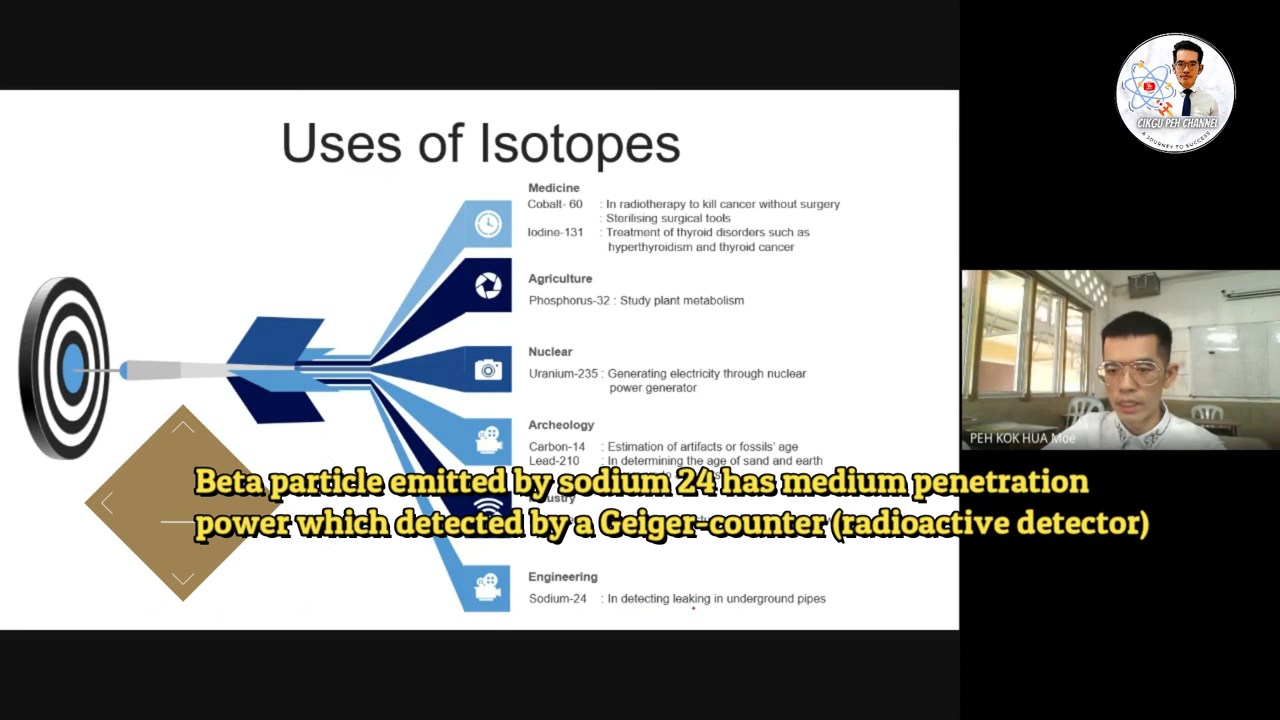 Uses of Isotopes
Medicine
Cobalt- 60 : In radiotherapy to kill cancer without surgery
: Sterilising surgical tools
Iodine-131 : Treatment of thyroid disorders such as
hyperthyroidism and thyroid cancer
Agriculture
Phosphorus-32 : Study plant metabolism
Nuclear
Uranium-235 : Generating electricity through nuclear
power generator
Archeology
Carbon-14 : Estimation of artifacts or fossils' age
Lead-210 : In determining the age of sand and earth
Beta particle emitted by sodium 24 has medium penetration
power which detected by a Geiger-counter (radioactive detector)
Engineering
Sodium-24 : In detecting leaking in underground pipes
CIKGU PEH CHANNEL
A JOURNEY TO SUCCESS
PEH KOK HUA Moe